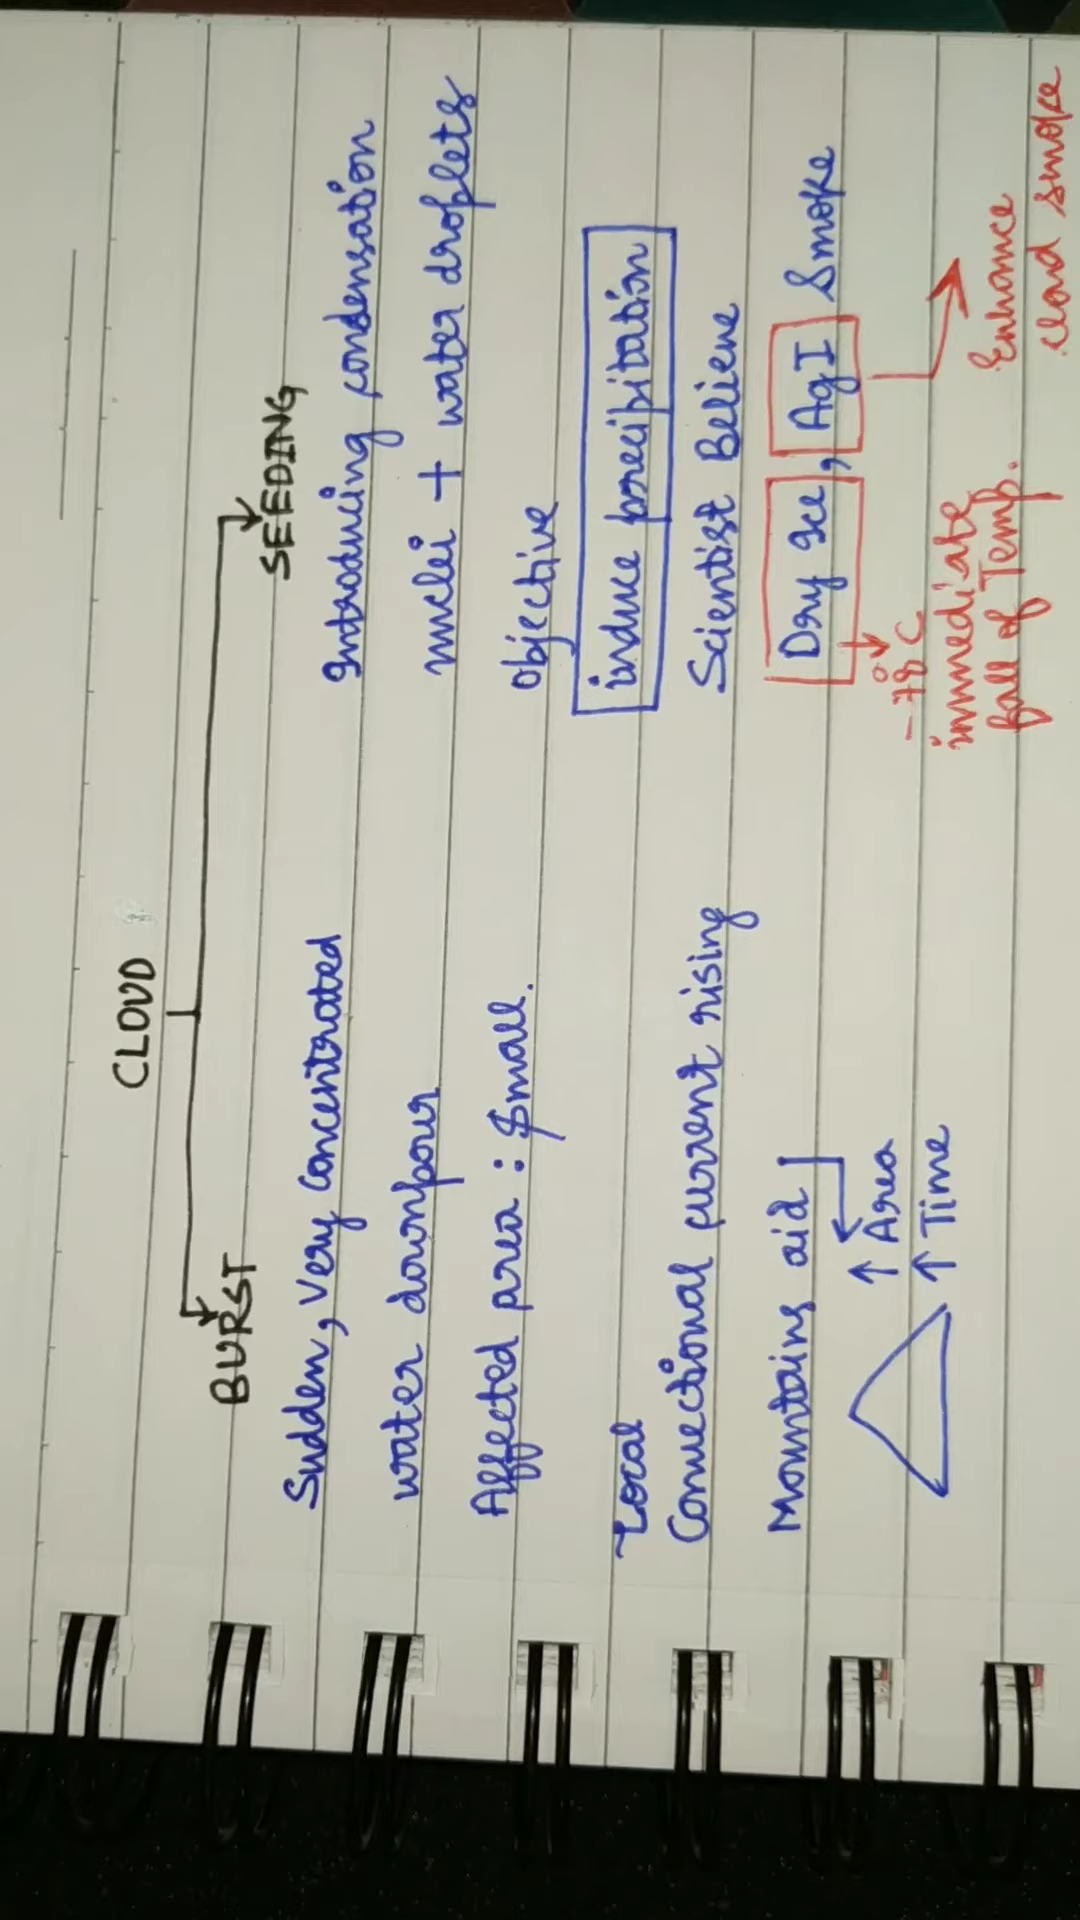 CLOUD
BURST
Sudden, very concentrated
water downpour
Affected area : Small.
Local
Convectional current rising
Mountains aid
↑ Area
↑ Time
SEEDING
Introducing condensation
nuclei + water droplets
Objective
induce precipitation
Scientist Believe
Dry Ice, AgI Smoke
-78°C
immediate
fall of Temp.
Enhance
cloud smoke